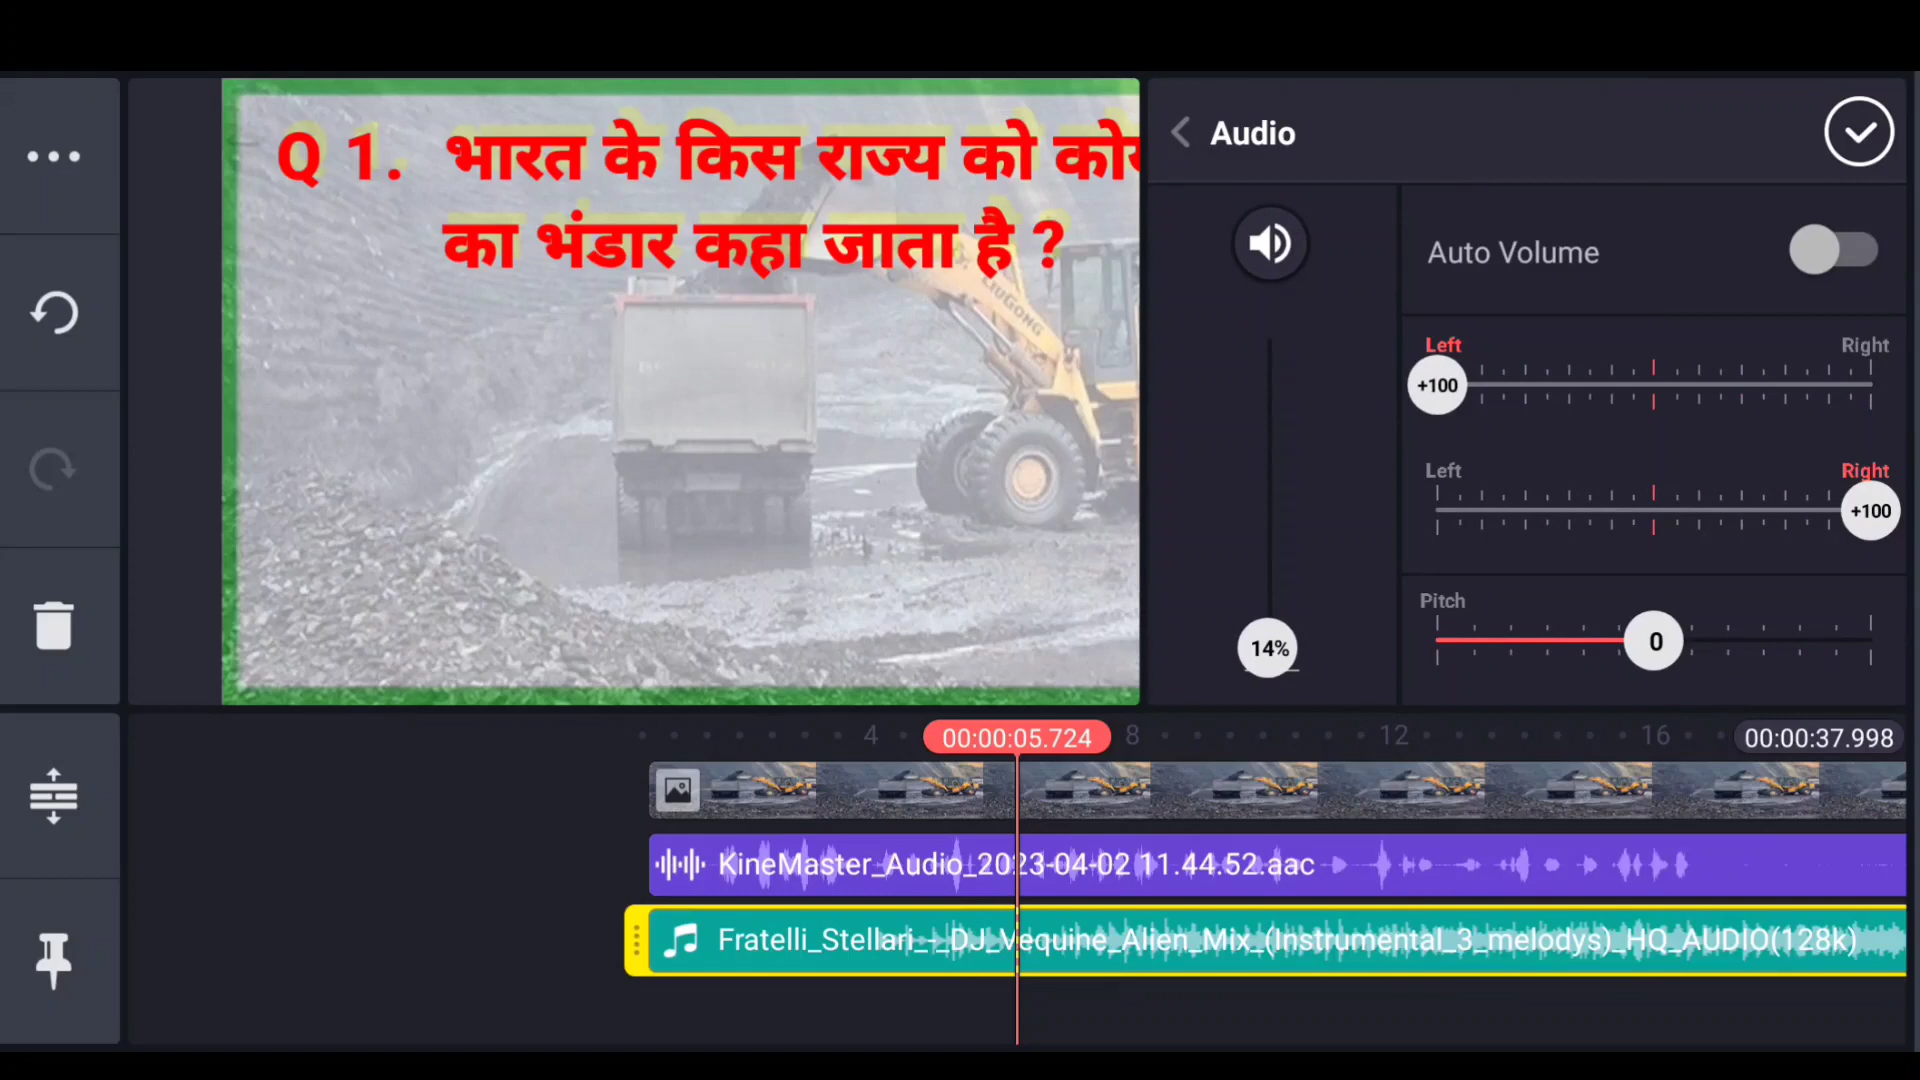 Q 1. भारत के किस राज्य को
का भंडार कहा जाता है ?
LIUGONG
Audio
Auto Volume
Left Right
+100
Left Right
+100
Pitch
0
14%
4 00:00:05.724 8 12 16 00:00:37.998
KineMaster_Audio_2023-04-02 11.44.52.aac
Fratelli_Stellari_-_DJ_Vequine_Alien_Mix_(Instrumental_3_melodys)_HQ_AUDIO(128k)